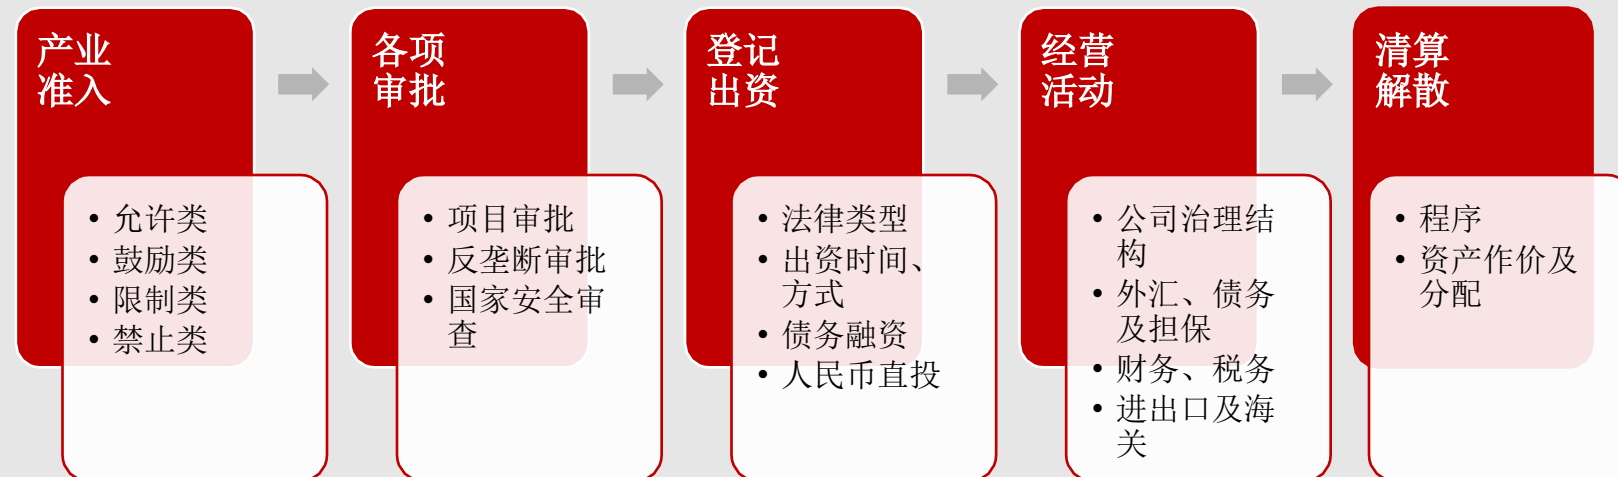 产业
准入
• 允许类
• 鼓励类
• 限制类
• 禁止类
各项
审批
• 项目审批
• 反垄断审批
• 国家安全审
查
登记
出资
• 法律类型
• 出资时间、
方式
• 债务融资
• 人民币直投
经营
活动
• 公司治理结
构
• 外汇、债务
及担保
• 财务、税务
• 进出口及海
关
清算
解散
• 程序
• 资产作价及
分配